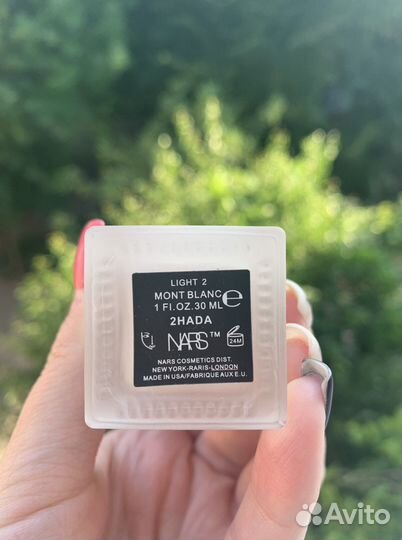 LIGHT 2
MONT BLANC e
1 Fl.OZ.30 ML
2HADA
NARS™
24M
NARS COSMETICS DIST.
NEW-YORK-RARIS-LONDON
MADE IN USA/FABRIQUE AUX E.U.
Avito